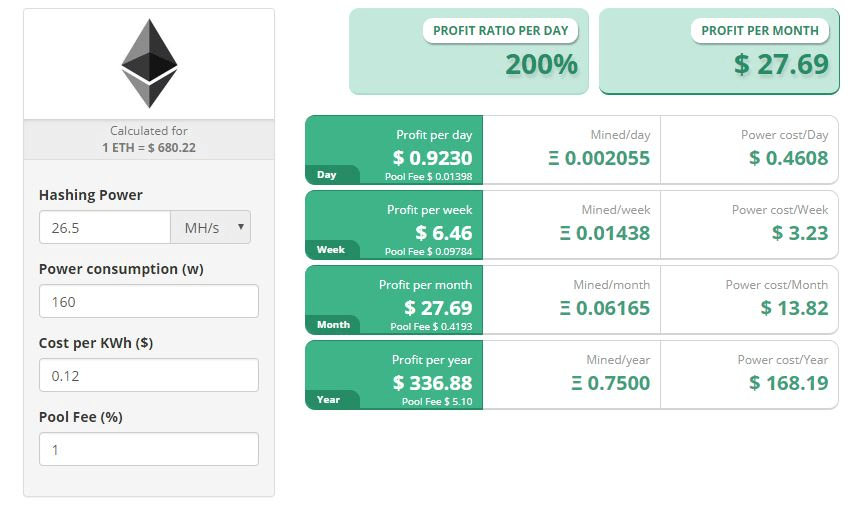 Calculated for
1 ETH = $ 680.22
Hashing Power
26.5 MH/s
Power consumption (w)
160
Cost per KWh ($)
0.12
Pool Fee (%)
1
PROFIT RATIO PER DAY
200%
PROFIT PER MONTH
$ 27.69
Profit per day
$ 0.9230
Day
Pool Fee $ 0.01398
Mined/day
Ξ 0.002055
Power cost/Day
$ 0.4608
Profit per week
$ 6.46
Week
Pool Fee $ 0.09784
Mined/week
Ξ 0.01438
Power cost/Week
$ 3.23
Profit per month
$ 27.69
Month
Pool Fee $ 0.4193
Mined/month
Ξ 0.06165
Power cost/Month
$ 13.82
Profit per year
$ 336.88
Year
Pool Fee $ 5.10
Mined/year
Ξ 0.7500
Power cost/Year
$ 168.19